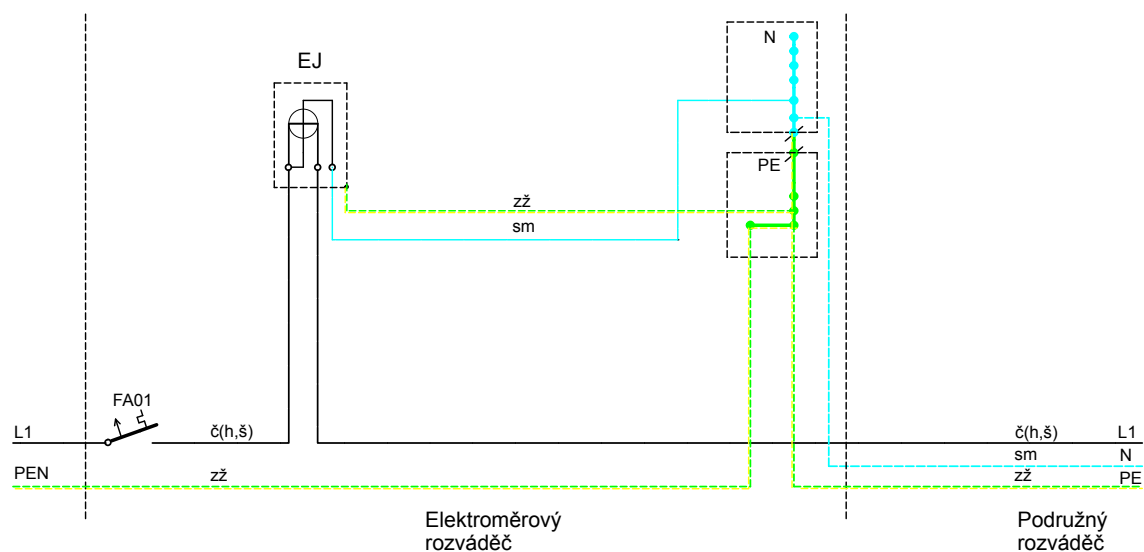 N
EJ
PE
zž
sm
FA01
L1
č(h,š)
č(h,š)
L1
sm
N
PEN
zž
zž
PE
Elektroměrový
rozváděč
Podružný
rozváděč